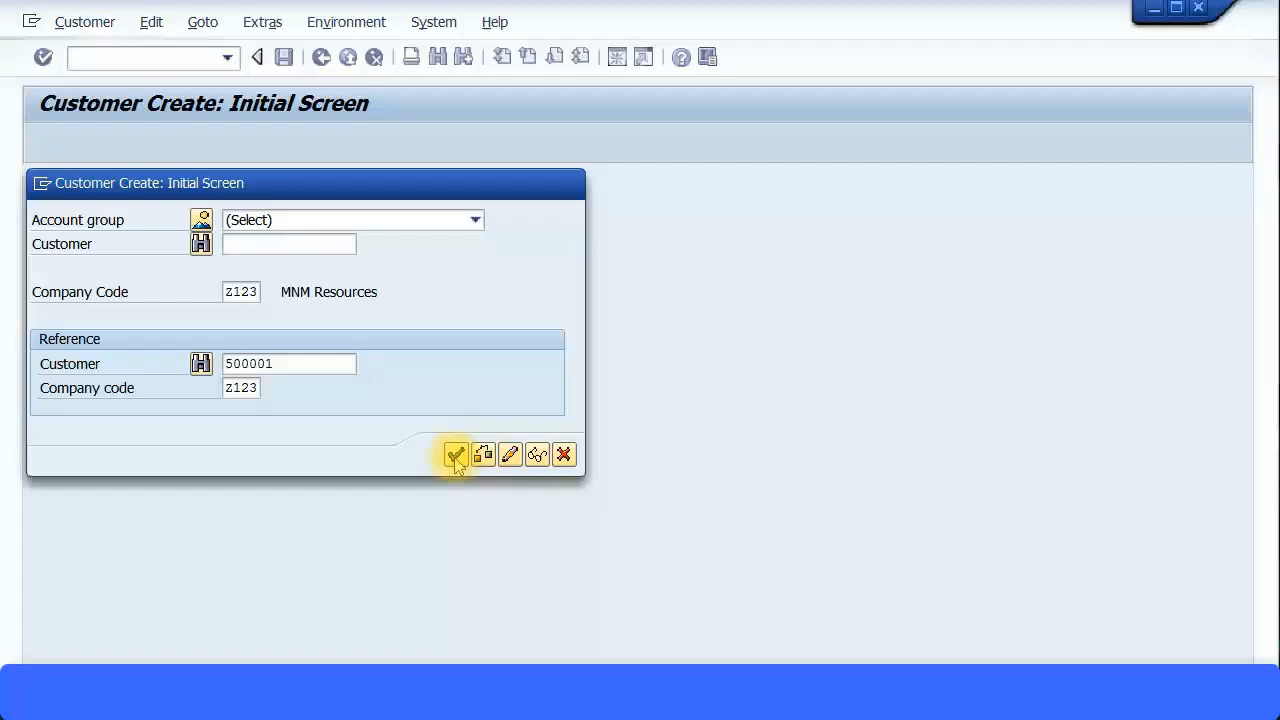 Customer Edit Goto Extras Environment System Help
Customer Create: Initial Screen
Customer Create: Initial Screen
Account group (Select)
Customer
Company Code z123 MNM Resources
Reference
Customer 500001
Company code z123